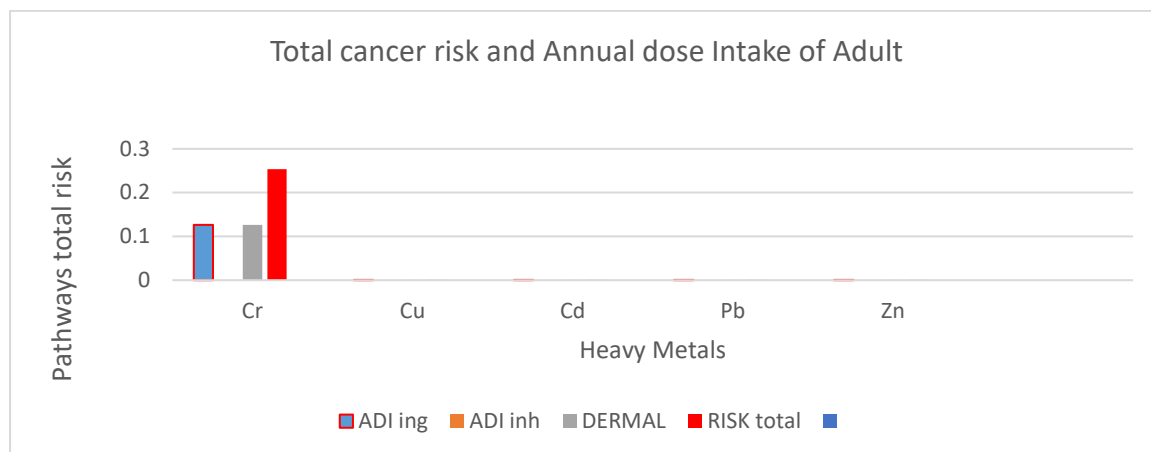 Total cancer risk and Annual dose Intake of Adult
Pathways total risk
0.3
0.2
0.1
0
Cr Cu Cd Pb Zn
Heavy Metals
ADI ing ADI inh DERMAL RISK total